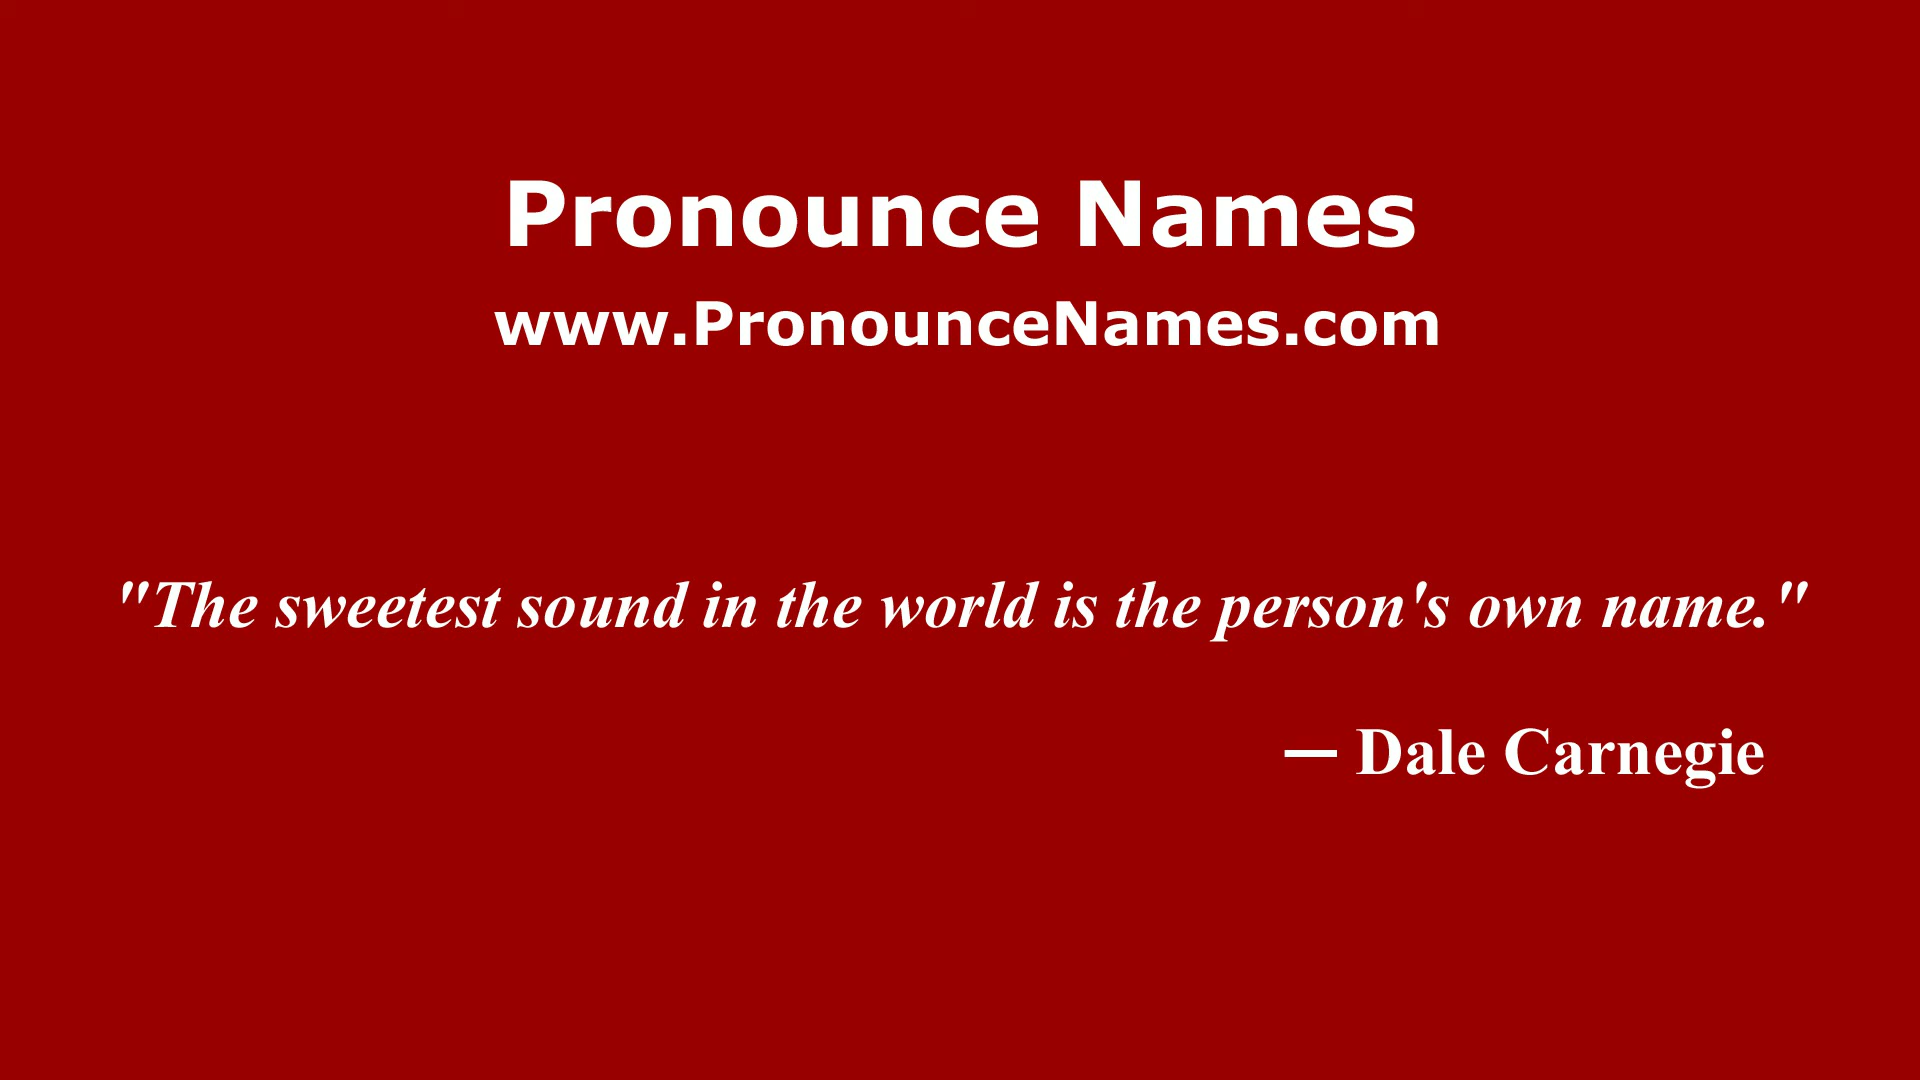 Pronounce Names
www.PronounceNames.com
"The sweetest sound in the world is the person's own name."
— Dale Carnegie